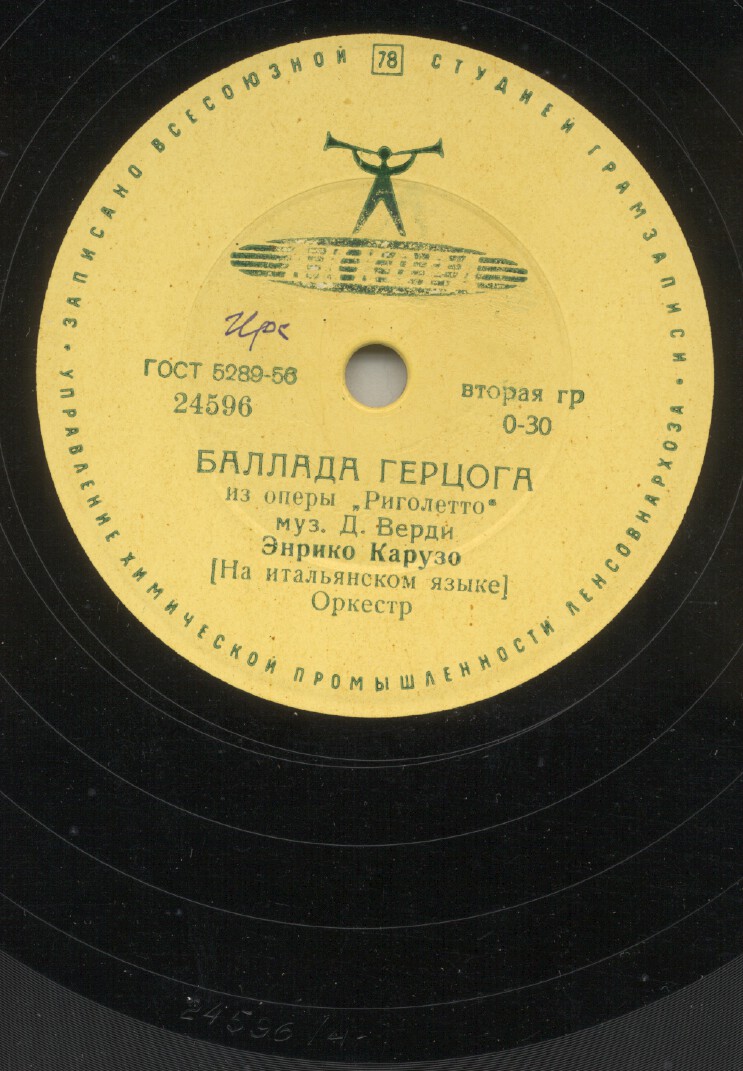 ЗАПИСАНО ВСЕСОЮЗНОЙ 78 СТУДИЕЙ ГРАМЗАПИСИ
ГОСТ 5289-56
24596
вторая гр
0-30
БАЛЛАДА ГЕРЦОГА
из оперы „Риголетто"
муз. Д. Верди
Энрико Карузо
[На итальянском языке]
Оркестр
УПРАВЛЕНИЕ ХИМИЧЕСКОЙ ПРОМЫШЛЕННОСТИ ЛЕНСОВНАРХОЗА